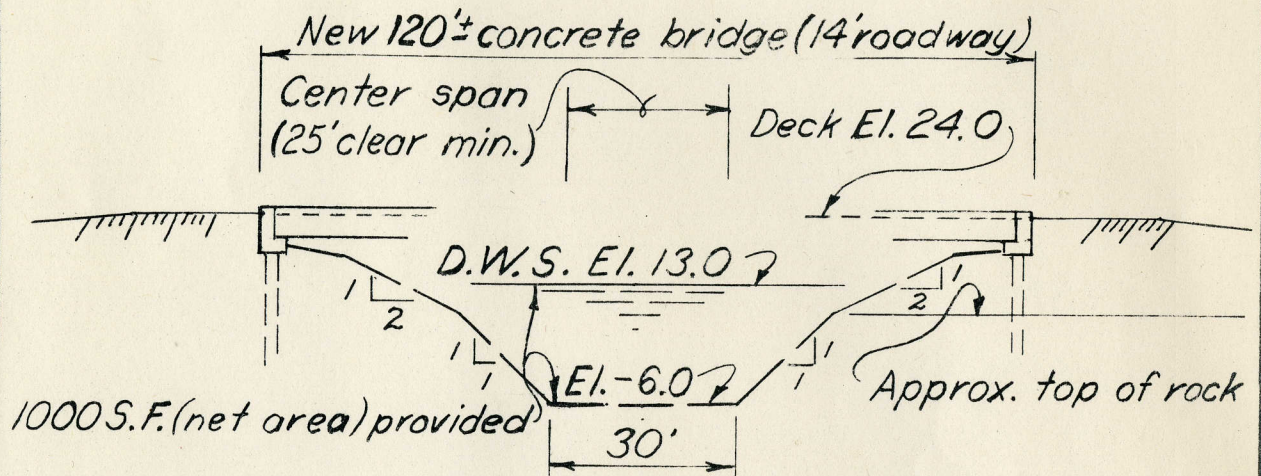 New 120'± concrete bridge (14' roadway)
Center span
(25' clear min.)
Deck El. 24.0
D.W.S. El. 13.0
1
2
1
2
1
1
1
1
El. -6.0
Approx. top of rock
1000 S.F. (net area) provided
30'